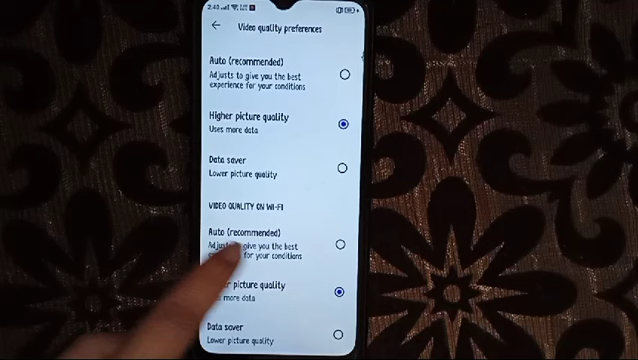 2:40
Video quality preferences
Auto (recommended)
Adjusts to give you the best
experience for your conditions
Higher picture quality
Uses more data
Data saver
Lower picture quality
VIDEO QUALITY ON WI-FI
Auto (recommended)
give you the best
for your conditions
picture quality
more data
Data saver
Lower picture quality